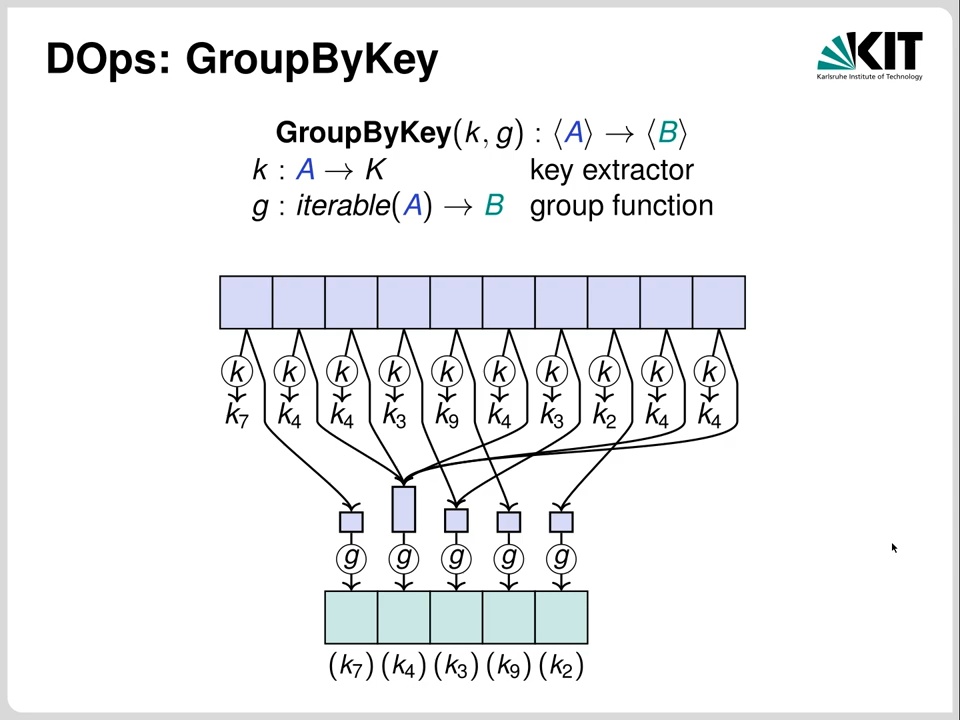 DOps: GroupByKey
KIT
Karlsruhe Institute of Technology
GroupByKey(k, g) : ⟨A⟩ → ⟨B⟩
k : A → K key extractor
g : iterable(A) → B group function
k k k k k k k k k k
k₇ k₄ k₄ k₃ k₉ k₄ k₃ k₂ k₄ k₄
g g g g g
(k₇) (k₄) (k₃) (k₉) (k₂)